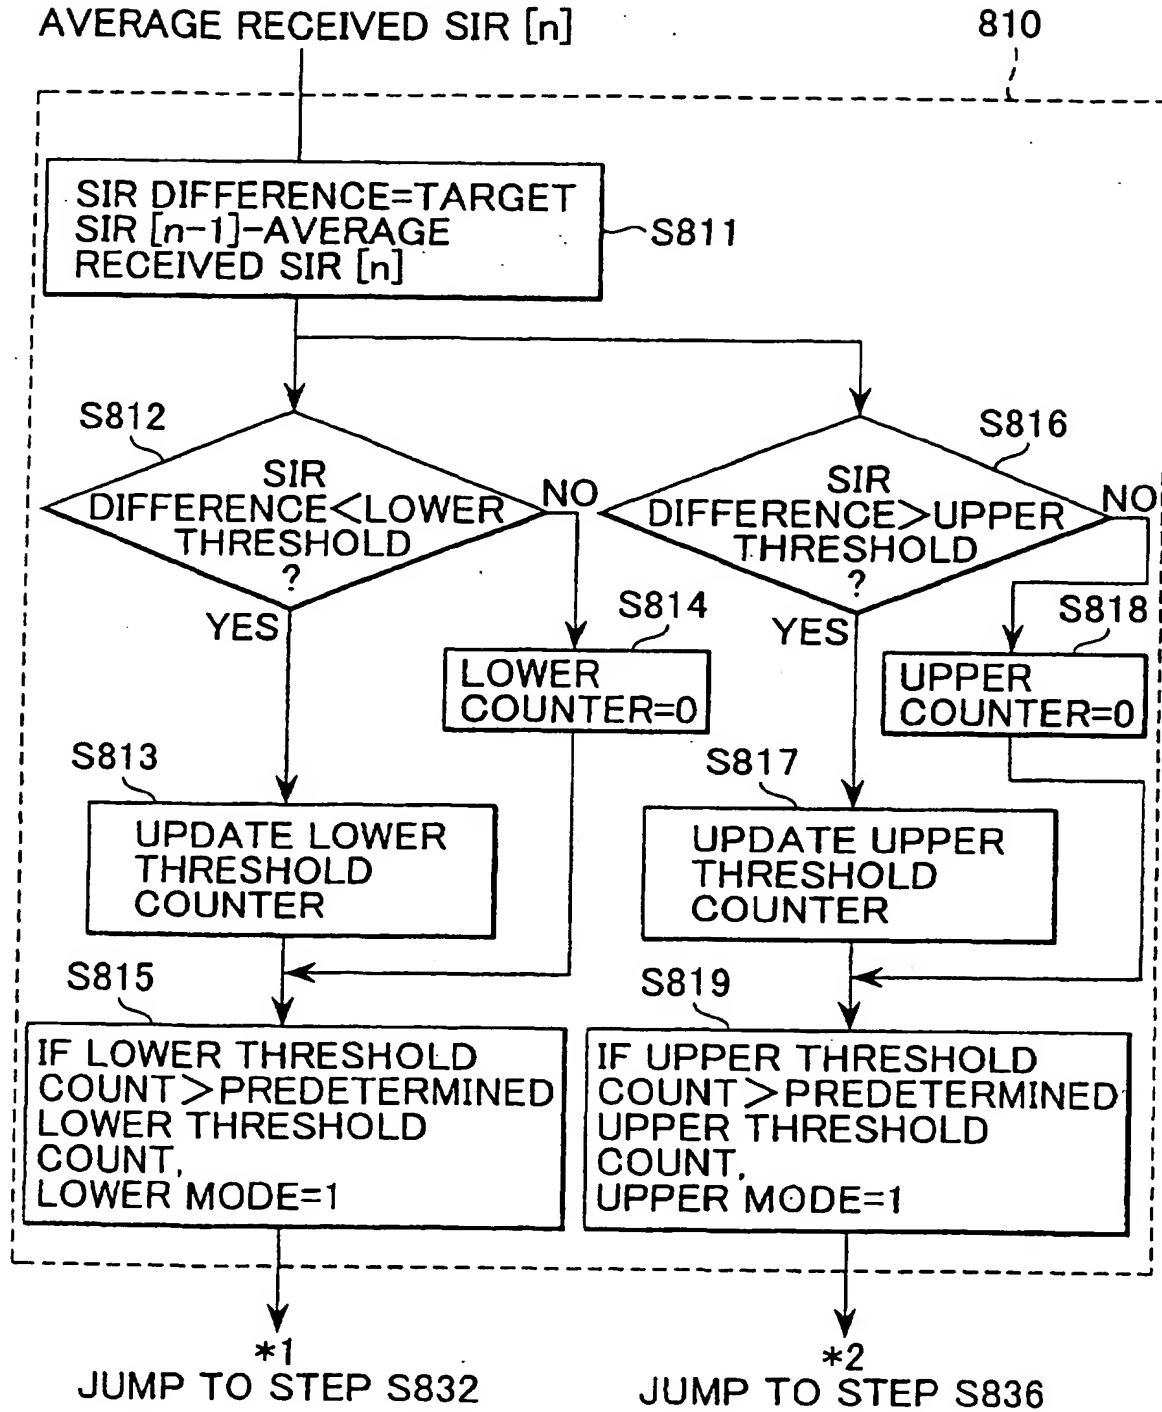 AVERAGE RECEIVED SIR [n]
810
SIR DIFFERENCE=TARGET
SIR [n-1]-AVERAGE
RECEIVED SIR [n]
S811
S812
SIR
DIFFERENCE<LOWER
THRESHOLD
?
NO
YES
S814
LOWER
COUNTER=0
S813
UPDATE LOWER
THRESHOLD
COUNTER
S815
IF LOWER THRESHOLD
COUNT>PREDETERMINED
LOWER THRESHOLD
COUNT,
LOWER MODE=1
*1
JUMP TO STEP S832
S816
SIR
DIFFERENCE>UPPER
THRESHOLD
?
NO
YES
S818
UPPER
COUNTER=0
S817
UPDATE UPPER
THRESHOLD
COUNTER
S819
IF UPPER THRESHOLD
COUNT>PREDETERMINED
UPPER THRESHOLD
COUNT,
UPPER MODE=1
*2
JUMP TO STEP S836